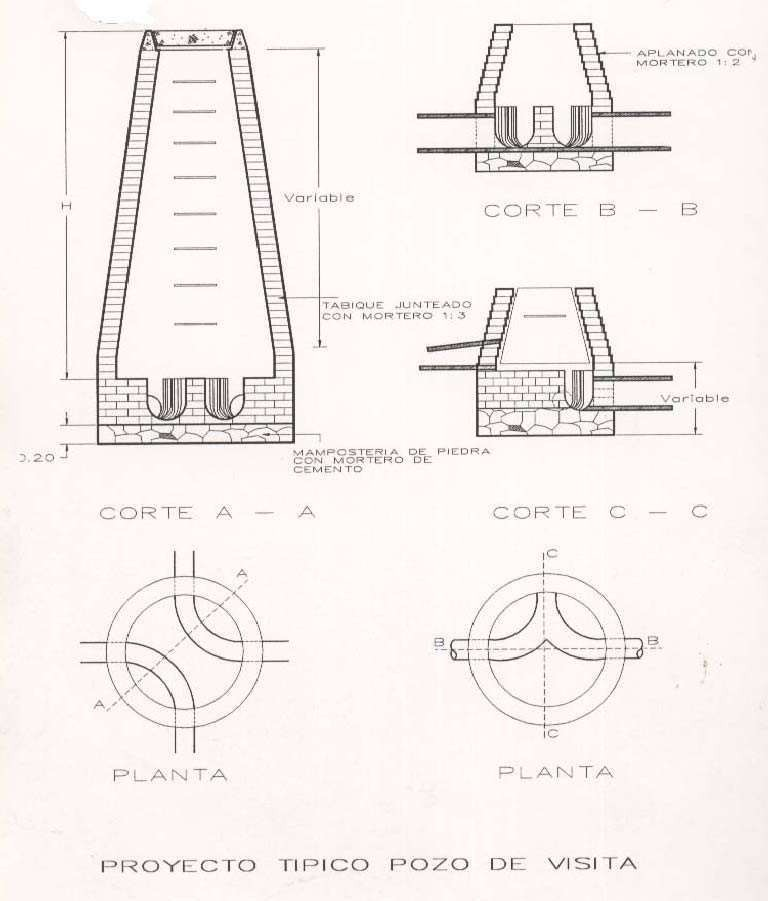 APLANADO CON
MORTERO 1:2
H
Variable
CORTE B - B
TABIQUE JUNTEADO
CON MORTERO 1:3
Variable
0.20
MAMPOSTERIA DE PIEDRA
CON MORTERO DE
CEMENTO
CORTE A - A
CORTE C - C
A
A
C
B
B
C
PLANTA
PLANTA
PROYECTO TIPICO POZO DE VISITA